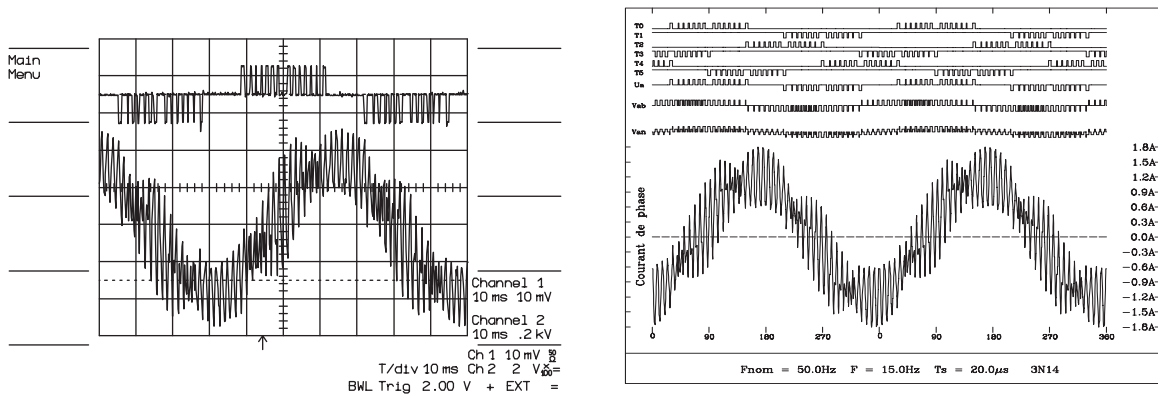 Main
Menu
Channel 1
10 ms 10 mV
Channel 2
10 ms .2 kV
Ch 1 10 mV
T/div 10 ms Ch 2 2 V
BWL Trig 2.00 V + EXT =
T0
T1
T2
T3
T4
T5
Ua
Vab
Van
Courant de phase
1.8A
1.5A
1.2A
0.9A
0.6A
0.3A
0.0A
−0.3A
−0.6A
−0.9A
−1.2A
−1.5A
−1.8A
0 90 180 270 0 90 180 270 360
Fnom = 50.0Hz F = 15.0Hz Ts = 20.0µs 3N14